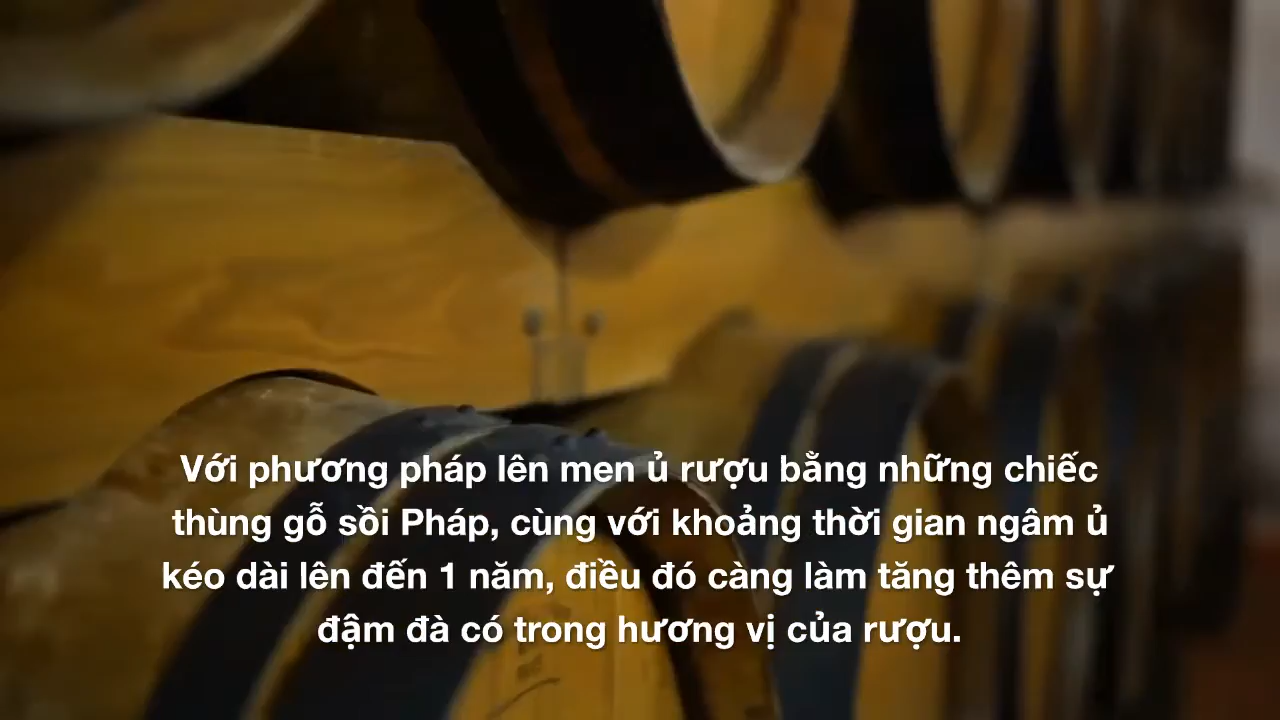 Với phương pháp lên men ủ rượu bằng những chiếc
thùng gỗ sồi Pháp, cùng với khoảng thời gian ngâm ủ
kéo dài lên đến 1 năm, điều đó càng làm tăng thêm sự
đậm đà có trong hương vị của rượu.